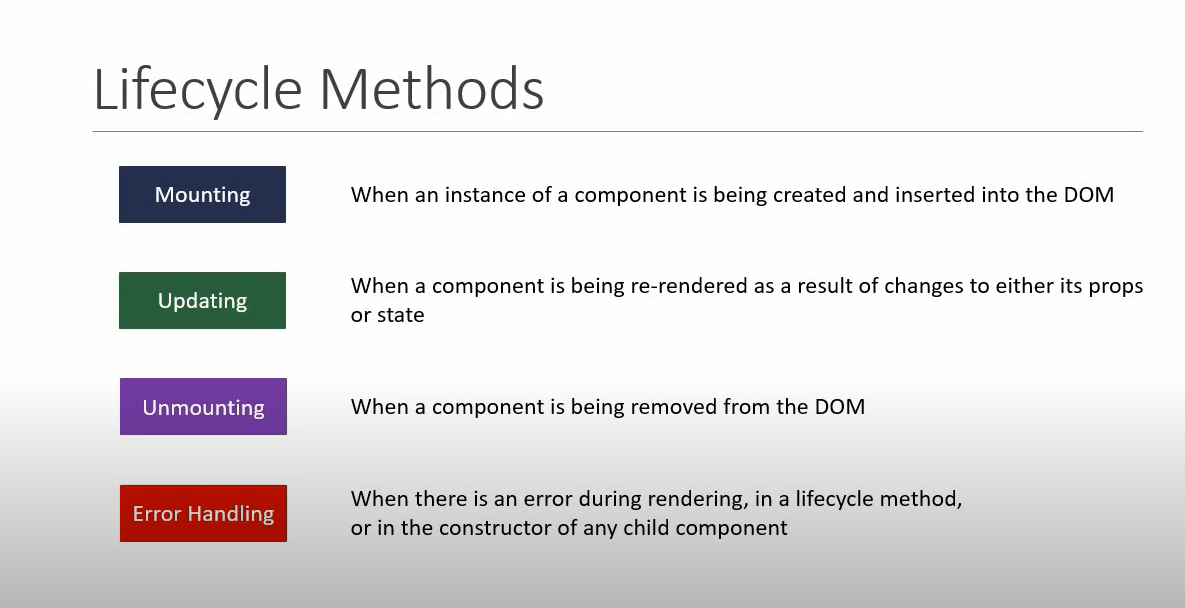 Lifecycle Methods
Mounting
When an instance of a component is being created and inserted into the DOM
Updating
When a component is being re-rendered as a result of changes to either its props
or state
Unmounting
When a component is being removed from the DOM
Error Handling
When there is an error during rendering, in a lifecycle method,
or in the constructor of any child component